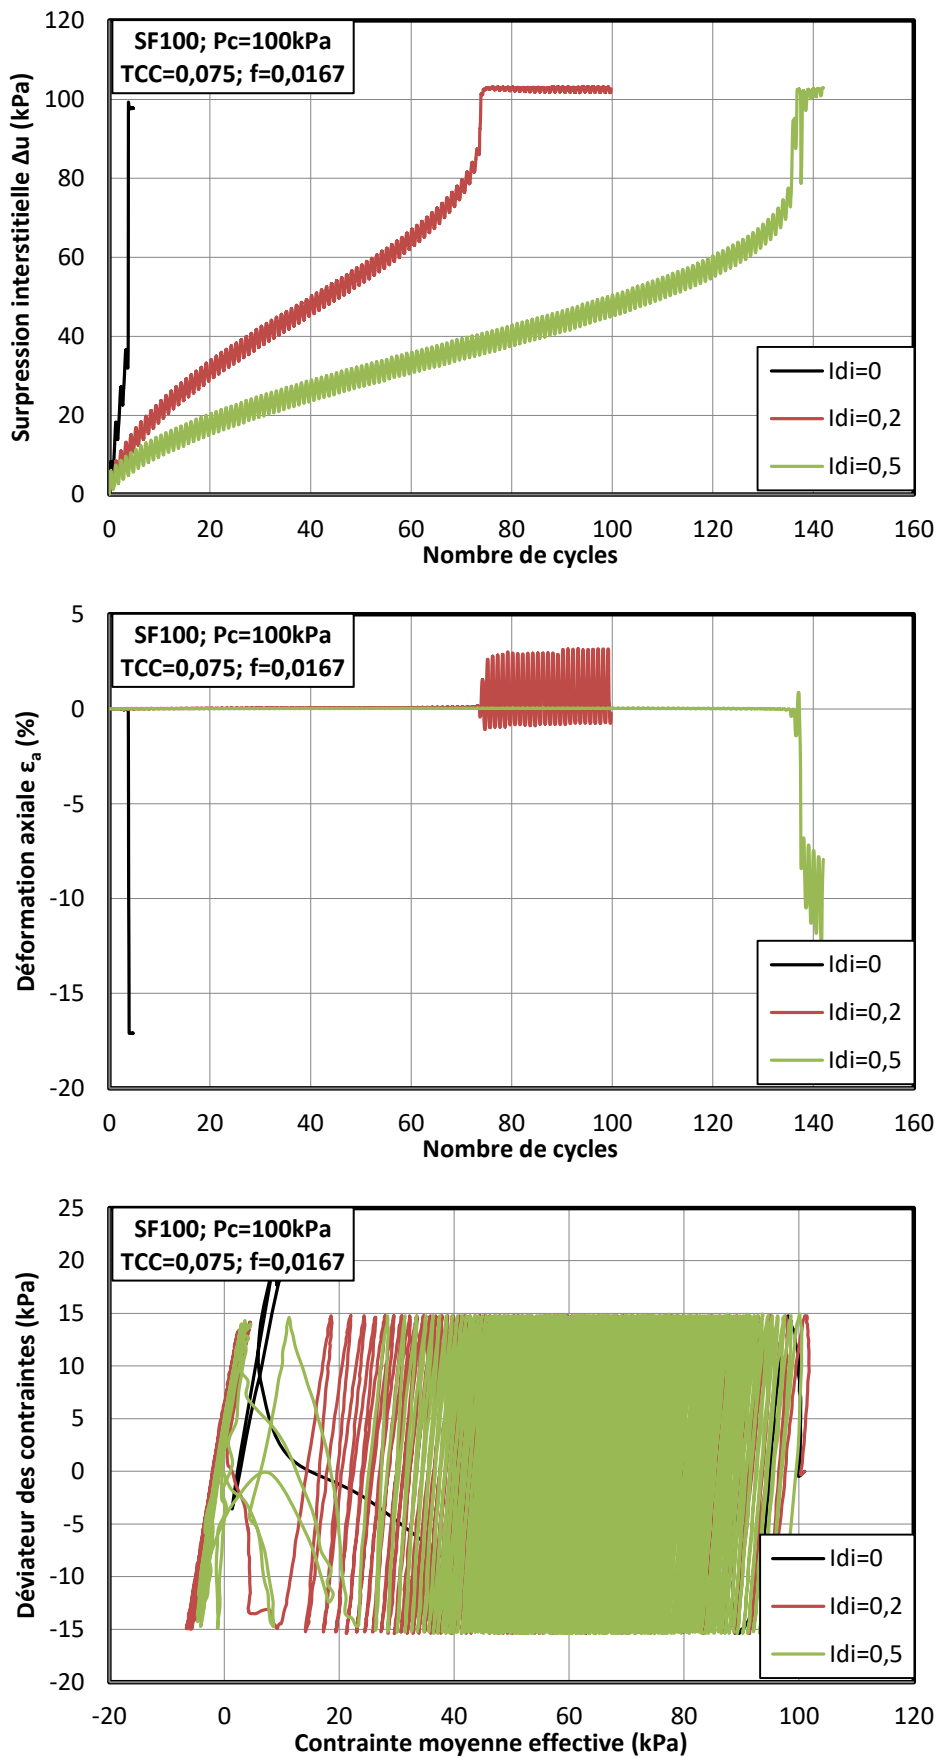 120
100
80
60
40
20
0
Surpression interstitielle Δu (kPa)
SF100; Pc=100kPa
TCC=0,075; f=0,0167
Idi=0
Idi=0,2
Idi=0,5
0 20 40 60 80 100 120 140 160
Nombre de cycles
5
0
-5
-10
-15
-20
Déformation axiale εa (%)
SF100; Pc=100kPa
TCC=0,075; f=0,0167
Idi=0
Idi=0,2
Idi=0,5
0 20 40 60 80 100 120 140 160
Nombre de cycles
25
20
15
10
5
0
-5
-10
-15
-20
Déviateur des contraintes (kPa)
SF100; Pc=100kPa
TCC=0,075; f=0,0167
Idi=0
Idi=0,2
Idi=0,5
-20 0 20 40 60 80 100 120
Contrainte moyenne effective (kPa)